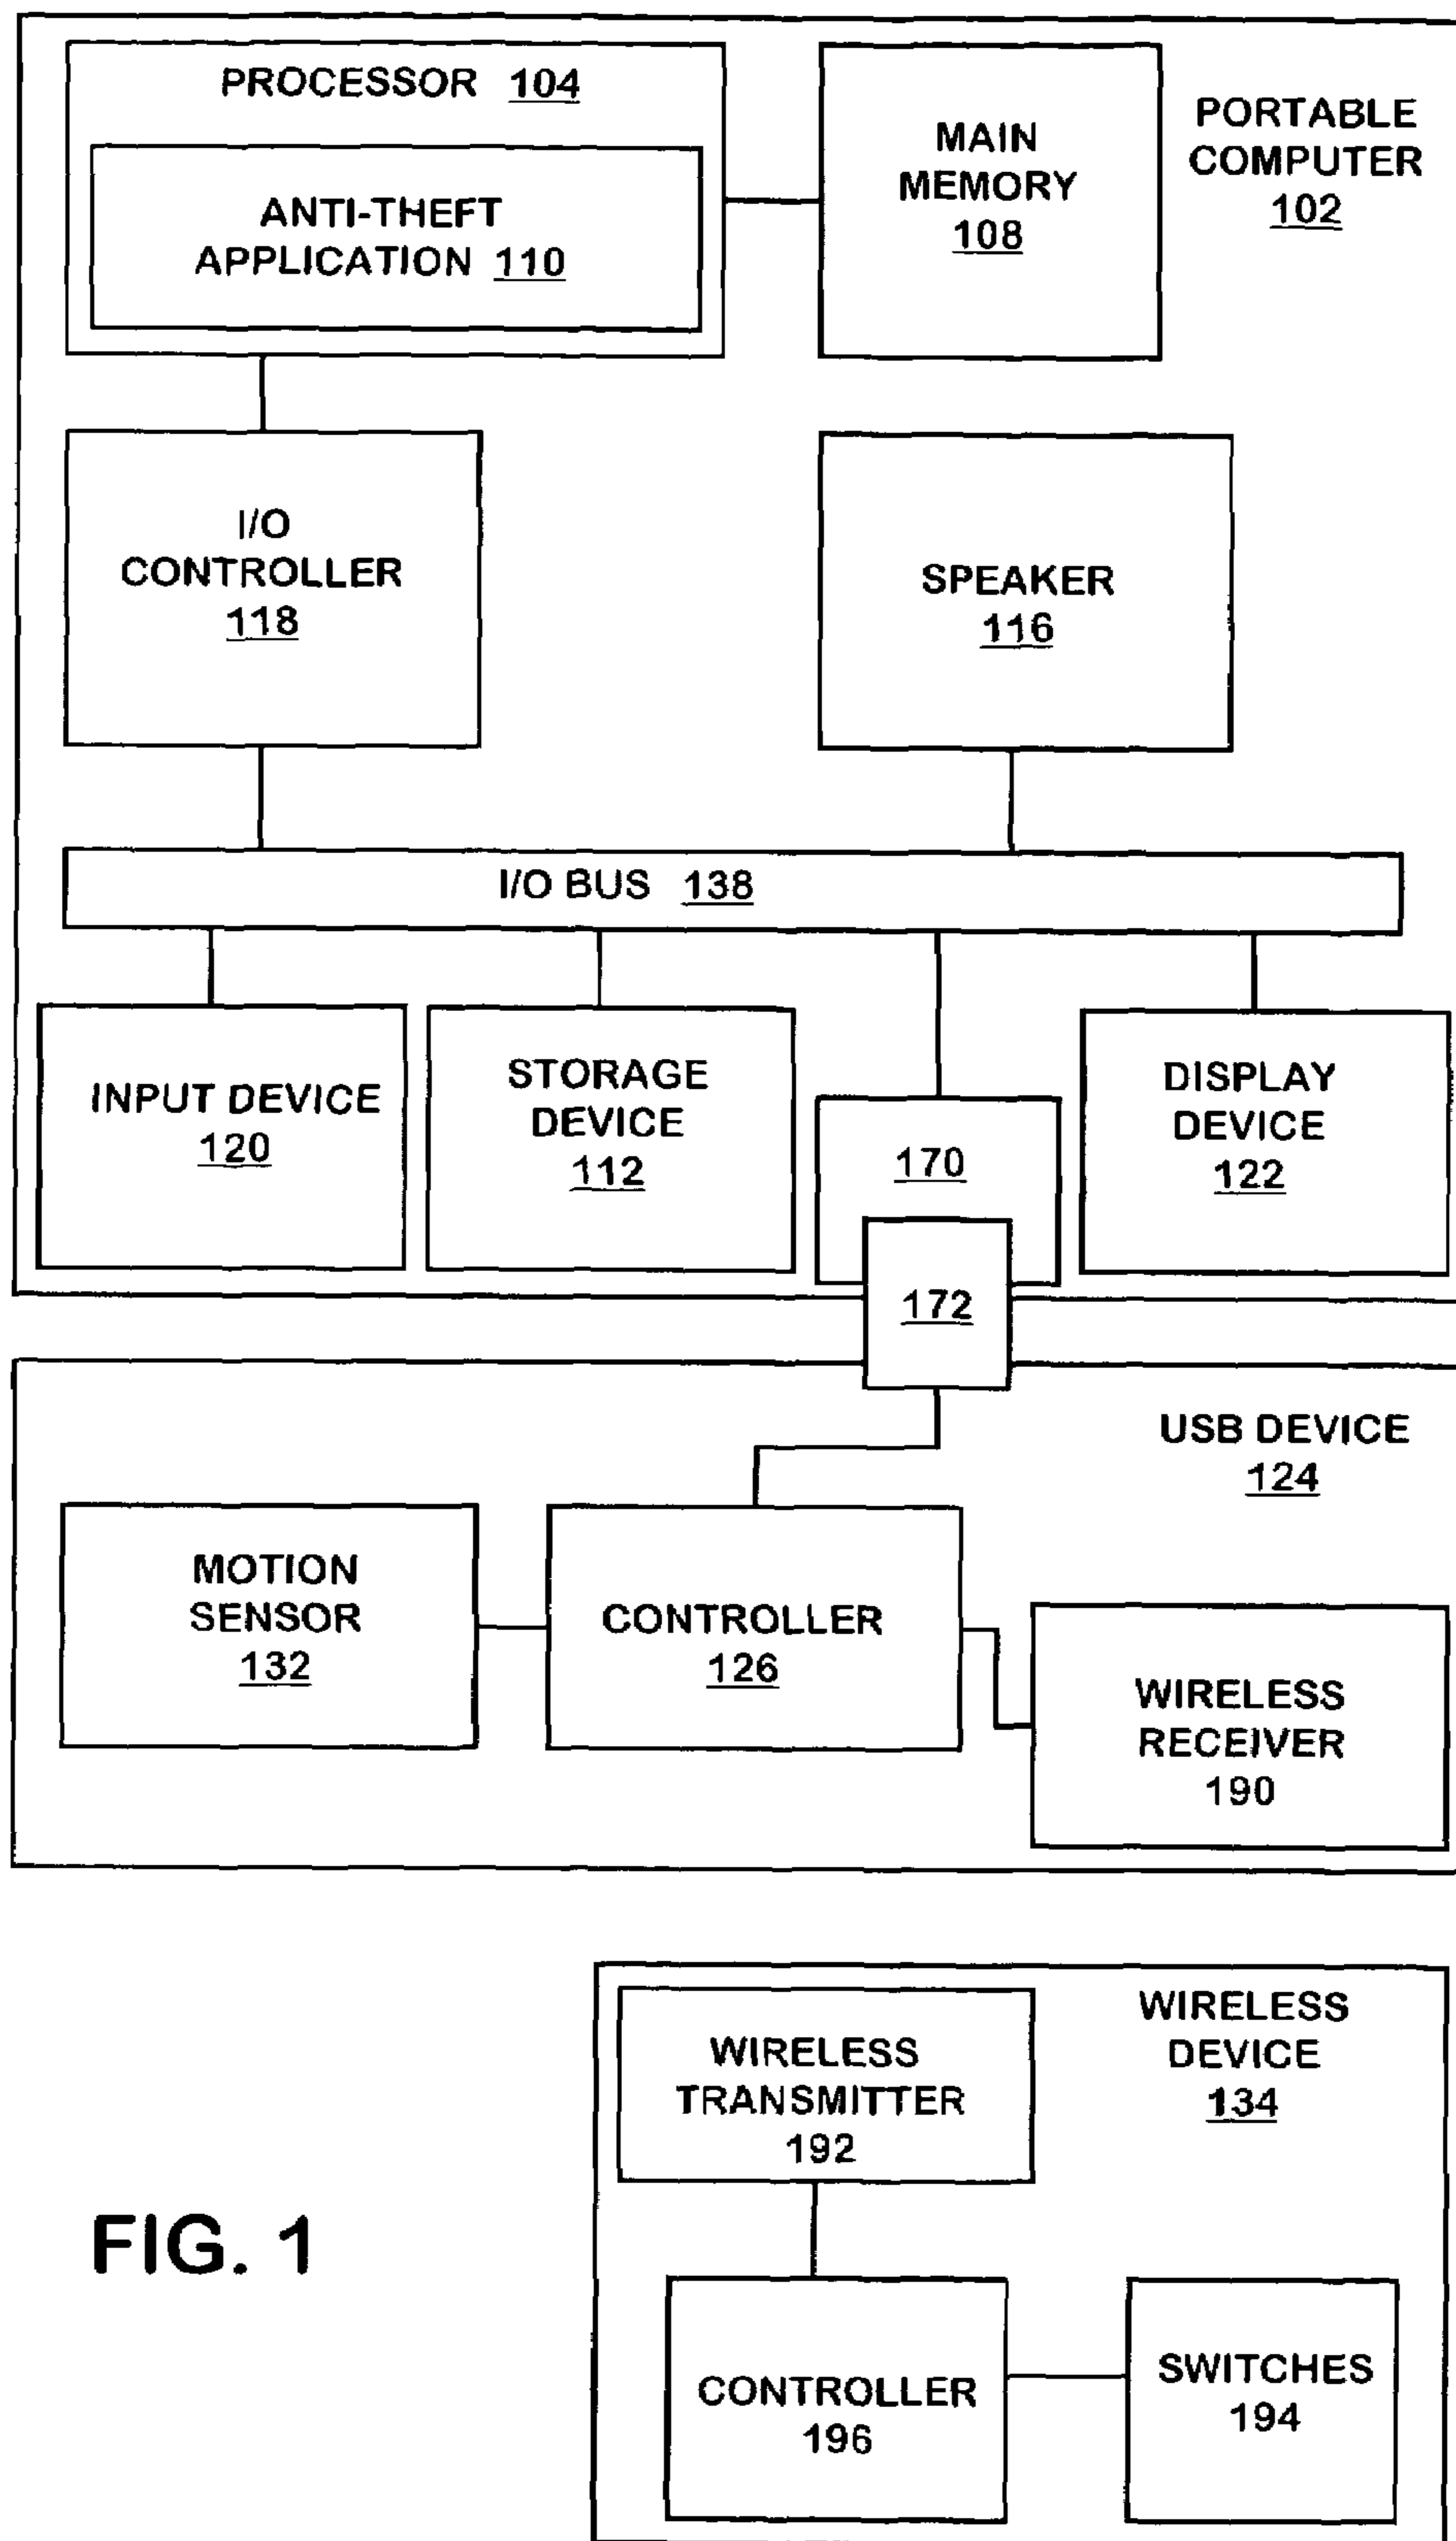 PROCESSOR 104
ANTI-THEFT
APPLICATION 110
MAIN
MEMORY
108
PORTABLE
COMPUTER
102
I/O
CONTROLLER
118
SPEAKER
116
I/O BUS 138
INPUT DEVICE
120
STORAGE
DEVICE
112
170
172
DISPLAY
DEVICE
122
USB DEVICE
124
MOTION
SENSOR
132
CONTROLLER
126
WIRELESS
RECEIVER
190
WIRELESS
DEVICE
134
WIRELESS
TRANSMITTER
192
CONTROLLER
196
SWITCHES
194
FIG. 1